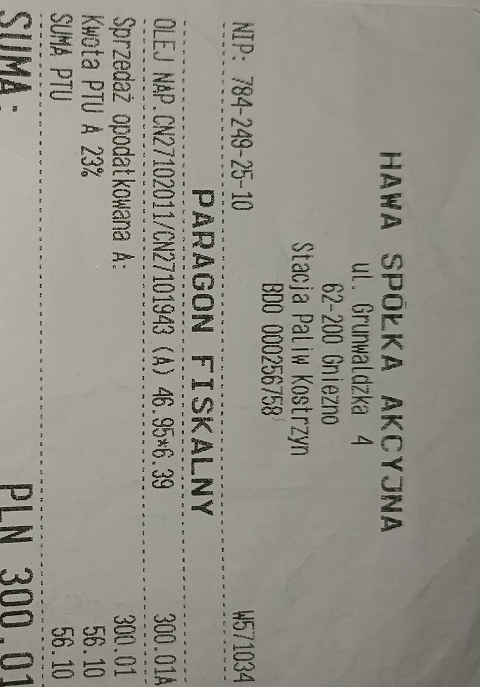 HAWA SPÓŁKA AKCYJNA
ul. Grunwaldzka 4
62-200 Gniezno
Stacja Paliw Kostrzyn
BDO 000256758
NIP: 784-249-25-10 W571034
PARAGON FISKALNY
OLEJ NAP.CN27102011/CN27101943 (A) 46.95*6.39 300.01A
Sprzedaż opodatkowana A: 300.01
Kwota PTU A 23% 56.10
SUMA PTU 56.10
SUMA: PLN 300.01